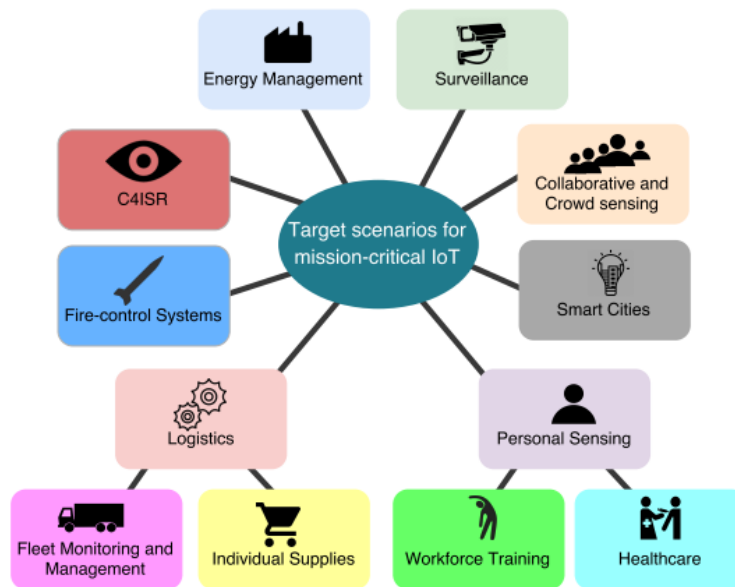 Energy Management
Surveillance
C4ISR
Collaborative and
Crowd sensing
Target scenarios for
mission-critical IoT
Fire-control Systems
Smart Cities
Logistics
Personal Sensing
Fleet Monitoring and
Management
Individual Supplies
Workforce Training
Healthcare